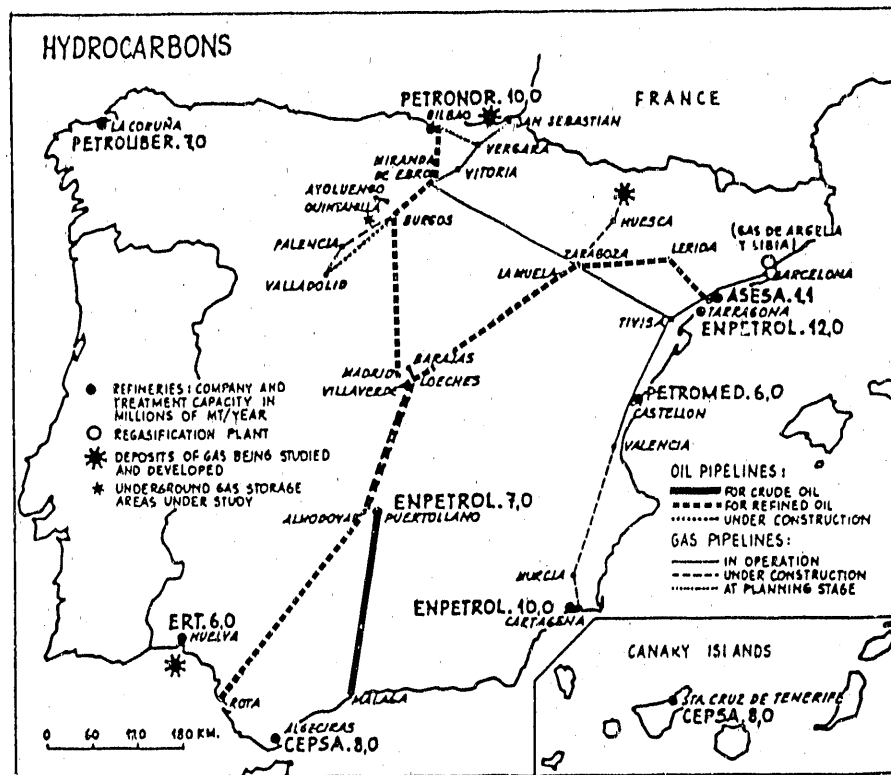 HYDROCARBONS
PETRONOR. 10,0
BILBAO
SAN SEBASTIAN
FRANCE
LA CORUÑA
PETROLIBER. 7,0
VERGARA
MIRANDA
DE EBRO
VITORIA
AYOLUENGO
QUINTANILLA
BURGOS
HUESCA
(GAS DE ARGELIA
Y LIBIA)
PALENCIA
ZARAGOZA
LERIDA
VALLADOLID
LA MUELA
BARCELONA
ASESA. 1,1
TARRAGONA
TIVISA
ENPETROL. 12,0
BARAJAS
MADRID
VILLAVERDE
LOECHES
PETROMED. 6,0
CASTELLON
VALENCIA
REFINERIES: COMPANY AND
TREATMENT CAPACITY IN
MILLIONS OF MT/YEAR
REGASIFICATION PLANT
DEPOSITS OF GAS BEING STUDIED
AND DEVELOPED
UNDERGROUND GAS STORAGE
AREAS UNDER STUDY
OIL PIPELINES:
FOR CRUDE OIL
FOR REFINED OIL
UNDER CONSTRUCTION
GAS PIPELINES:
IN OPERATION
UNDER CONSTRUCTION
AT PLANNING STAGE
ENPETROL. 7,0
ALMODOVAR
PUERTOLLANO
MURCIA
ENPETROL. 10,0
CARTAGENA
ERT. 6,0
HUELVA
ROTA
MALAGA
ALGECIRAS
CEPSA. 8,0
0 60 120 180 KM.
CANARY ISLANDS
STA. CRUZ DE TENERIFE
CEPSA. 8,0